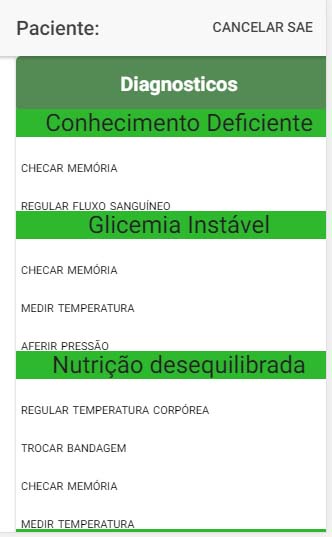 Paciente:
CANCELAR SAE
Diagnosticos
Conhecimento Deficiente
CHECAR MEMÓRIA
REGULAR FLUXO SANGUÍNEO
Glicemia Instável
CHECAR MEMÓRIA
MEDIR TEMPERATURA
AFERIR PRESSÃO
Nutrição desequilibrada
REGULAR TEMPERATURA CORPÓREA
TROCAR BANDAGEM
CHECAR MEMÓRIA
MEDIR TEMPERATURA